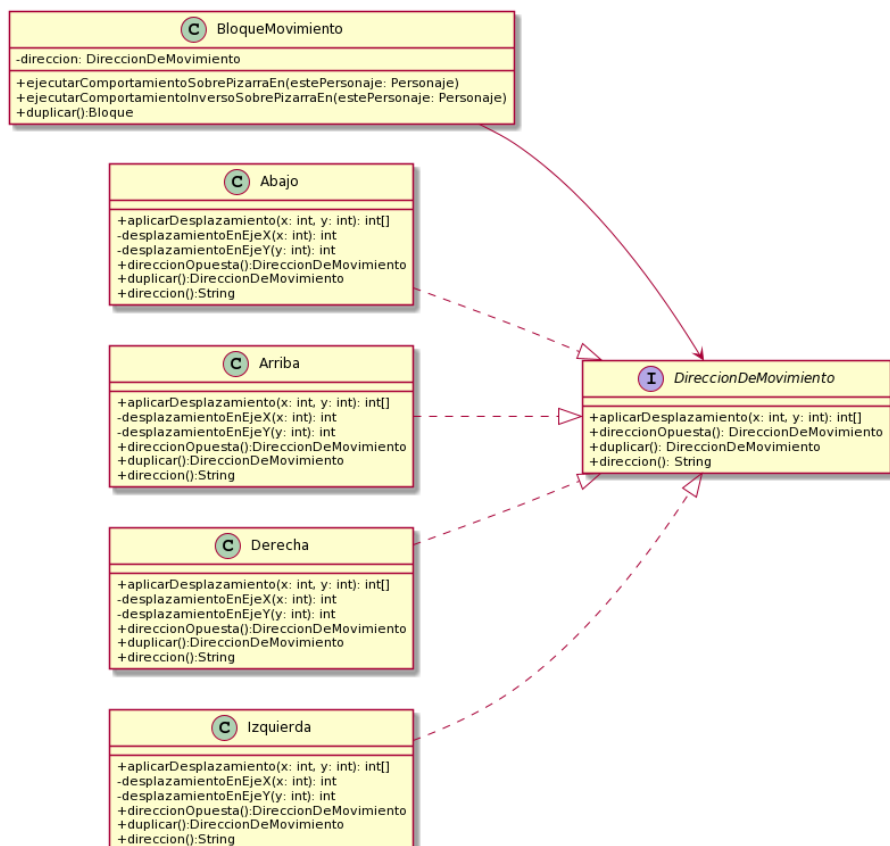 C BloqueMovimiento
-direccion: DireccionDeMovimiento
+ejecutarComportamientoSobrePizarraEn(estePersonaje: Personaje)
+ejecutarComportamientoInversoSobrePizarraEn(estePersonaje: Personaje)
+duplicar():Bloque
C Abajo
+aplicarDesplazamiento(x: int, y: int): int[]
-desplazamientoEnEjeX(x: int): int
-desplazamientoEnEjeY(y: int): int
+direccionOpuesta():DireccionDeMovimiento
+duplicar():DireccionDeMovimiento
+direccion():String
C Arriba
+aplicarDesplazamiento(x: int, y: int): int[]
-desplazamientoEnEjeX(x: int): int
-desplazamientoEnEjeY(y: int): int
+direccionOpuesta():DireccionDeMovimiento
+duplicar():DireccionDeMovimiento
+direccion():String
I DireccionDeMovimiento
+aplicarDesplazamiento(x: int, y: int): int[]
+direccionOpuesta(): DireccionDeMovimiento
+duplicar(): DireccionDeMovimiento
+direccion(): String
C Derecha
+aplicarDesplazamiento(x: int, y: int): int[]
-desplazamientoEnEjeX(x: int): int
-desplazamientoEnEjeY(y: int): int
+direccionOpuesta():DireccionDeMovimiento
+duplicar():DireccionDeMovimiento
+direccion():String
C Izquierda
+aplicarDesplazamiento(x: int, y: int): int[]
-desplazamientoEnEjeX(x: int): int
-desplazamientoEnEjeY(y: int): int
+direccionOpuesta():DireccionDeMovimiento
+duplicar():DireccionDeMovimiento
+direccion():String